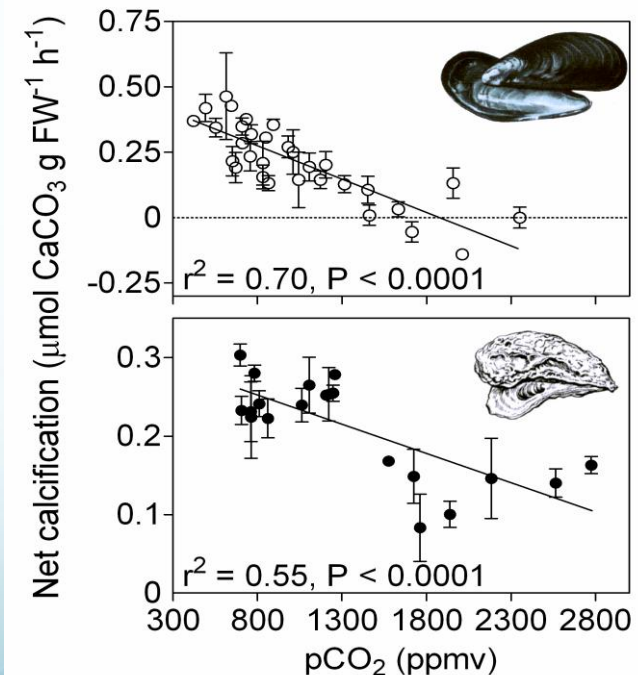 Net calcification (μmol CaCO₃ g FW⁻¹ h⁻¹)
0.75
0.50
0.25
0
-0.25
r² = 0.70, P < 0.0001
0.3
0.2
0.1
0
r² = 0.55, P < 0.0001
300 800 1300 1800 2300 2800
pCO₂ (ppmv)